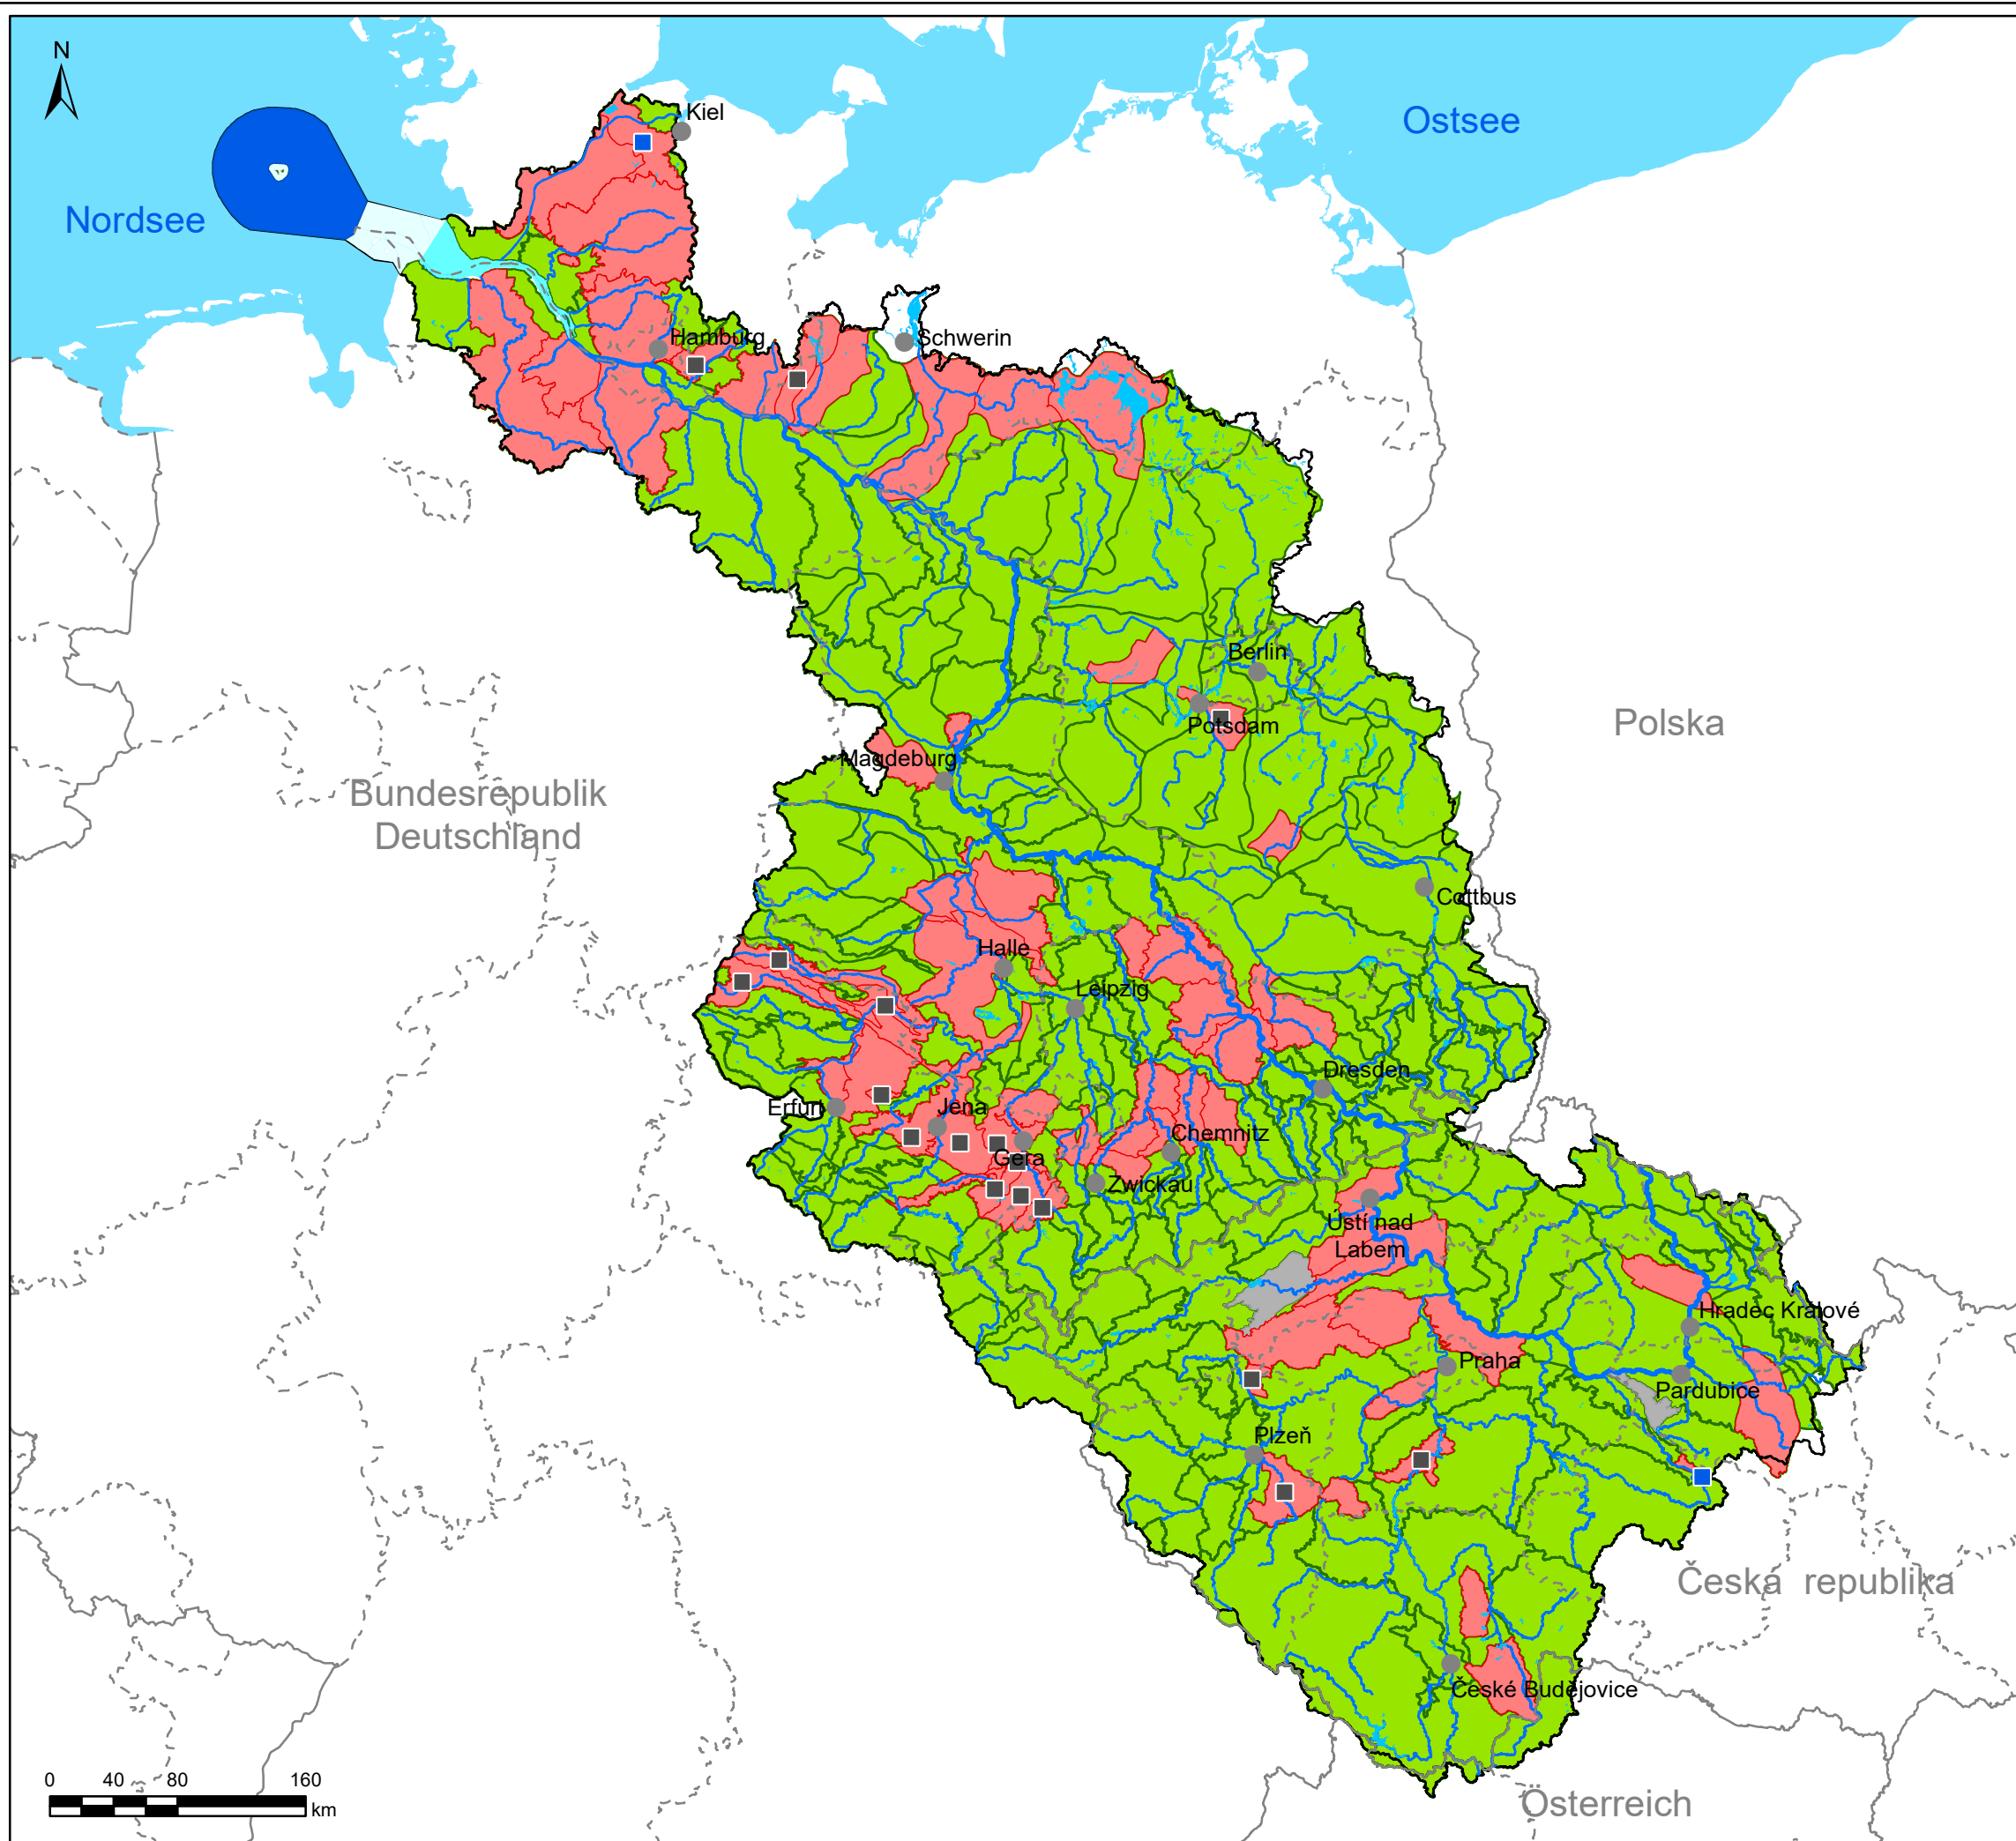 N
Kiel
Ostsee
Nordsee
Hamburg
Schwerin
Berlin
Polska
Potsdam
Magdeburg
Bundesrepublik
Deutschland
Cottbus
Halle
Leipzig
Dresden
Erfurt
Jena
Chemnitz
Gera
Zwickau
Ústí nad
Labem
Hradec Králové
Praha
Pardubice
Plzeň
Česká republika
České Budějovice
0 40 80 160
km
Österreich